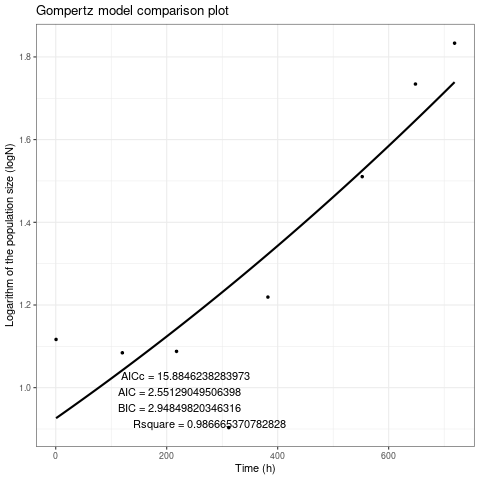 Gompertz model comparison plot
Logarithm of the population size (logN)
1.8
1.6
1.4
1.2
1.0
AICc = 15.8846238283973
AIC = 2.55129049506398
BIC = 2.94849820346316
Rsquare = 0.986665370782828
0 200 400 600
Time (h)